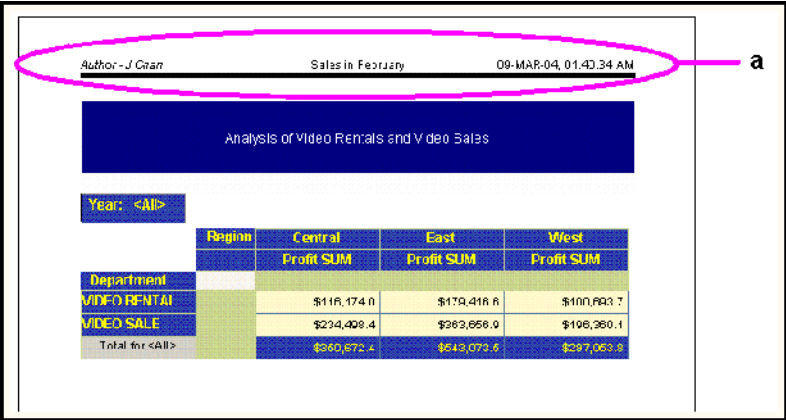 Author - J Chan Sales in February 09-MAR-04, AM
a
Analysis of Video Rentals and Video Sales
Year: <All>
Region Central East West
Profit SUM Profit SUM Profit SUM
Department
VIDEO RENTAL $116,174.0 $179,416.6 $100,693.7
VIDEO SALE $234,498.4 $363,656.9 $196,360.1
Total for <All> $350,672.4 $543,073.5 $297,053.8